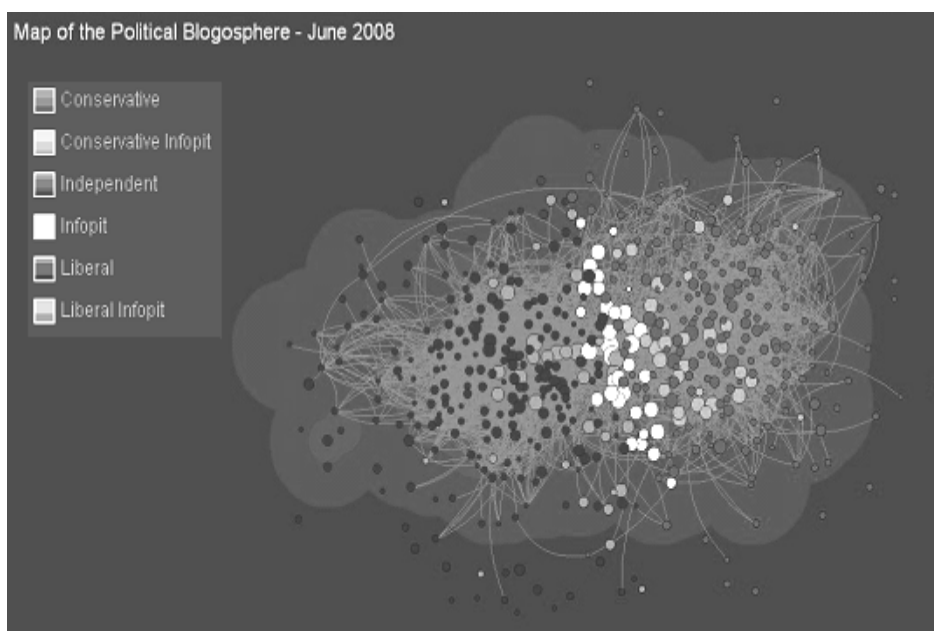 Map of the Political Blogosphere - June 2008
Conservative
Conservative Infopit
Independent
Infopit
Liberal
Liberal Infopit